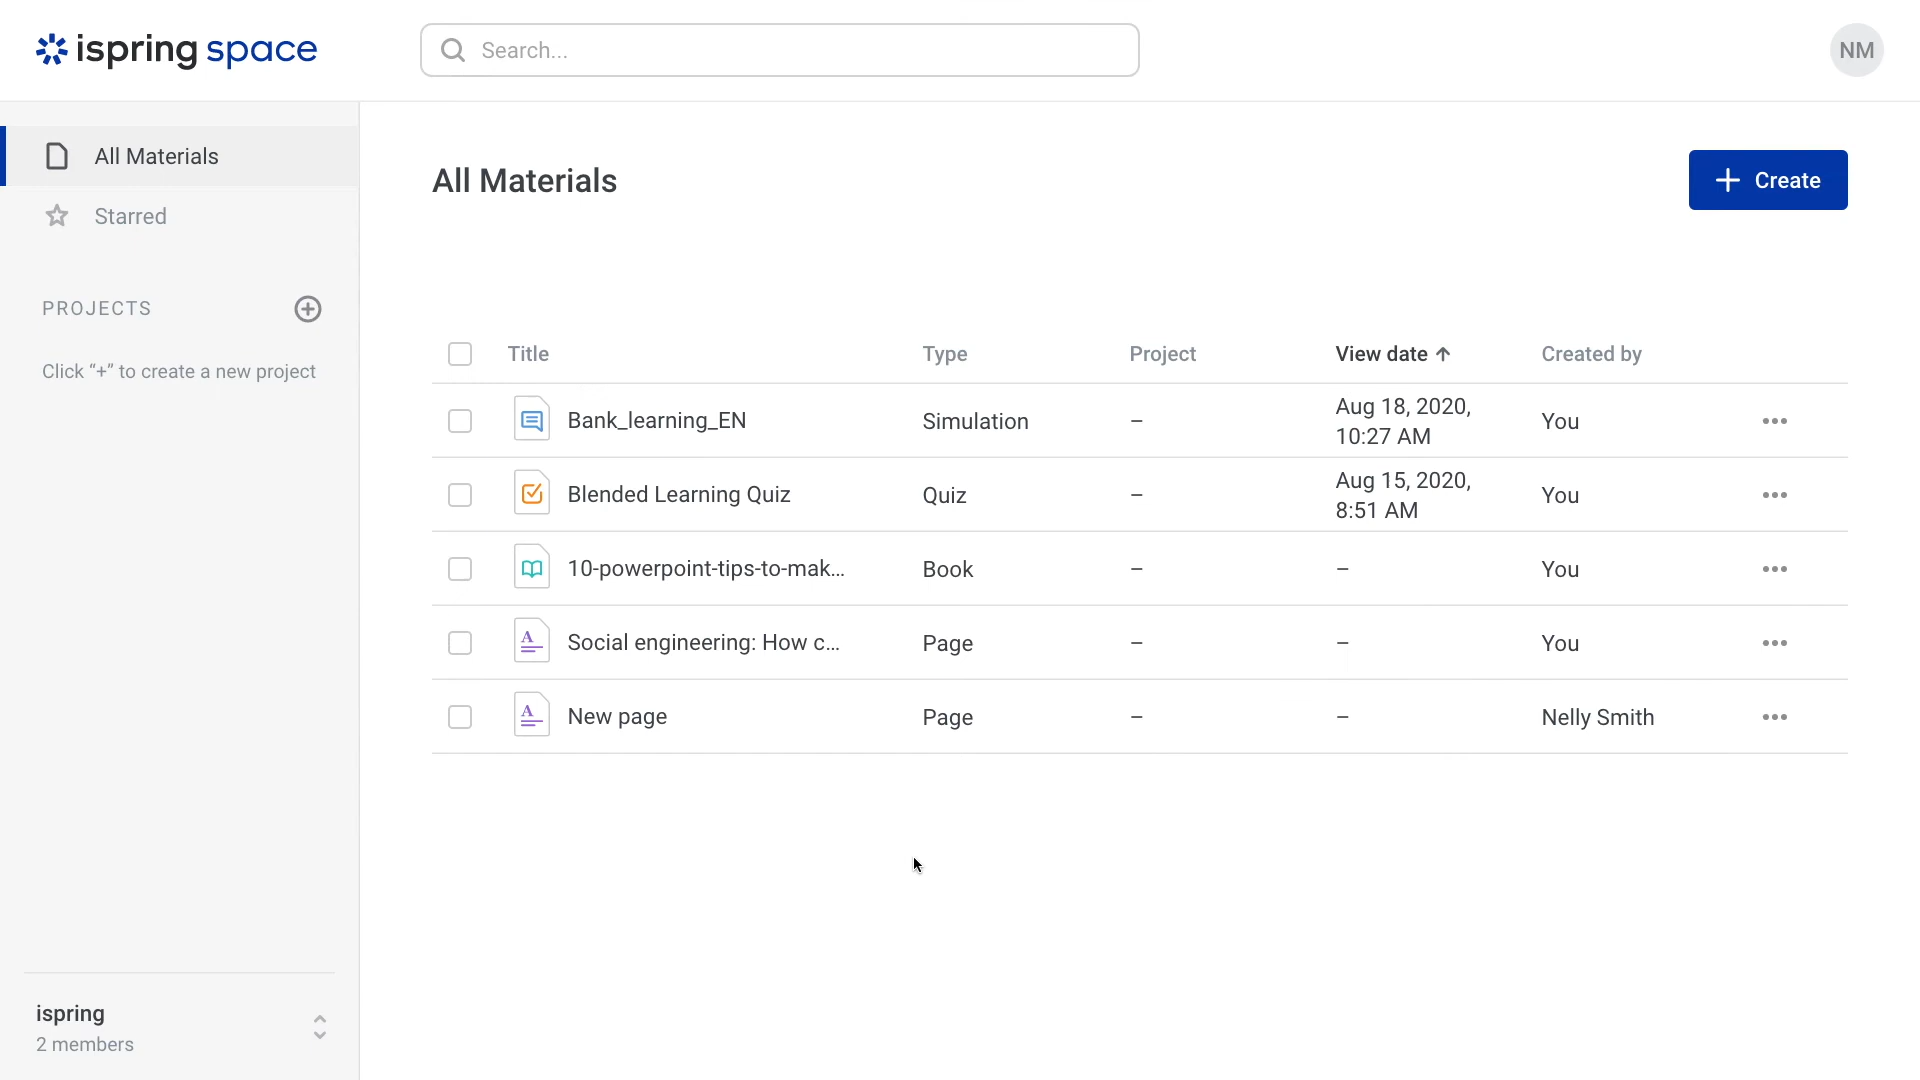 ispring space
Search...
NM
All Materials
Starred
PROJECTS
Click “+” to create a new project
ispring
2 members
All Materials
Create
Title Type Project View date Created by
Bank_learning_EN Simulation – Aug 18, 2020, 10:27 AM You
Blended Learning Quiz Quiz – Aug 15, 2020, 8:51 AM You
10-powerpoint-tips-to-mak... Book – – You
Social engineering: How c... Page – – You
New page Page – – Nelly Smith